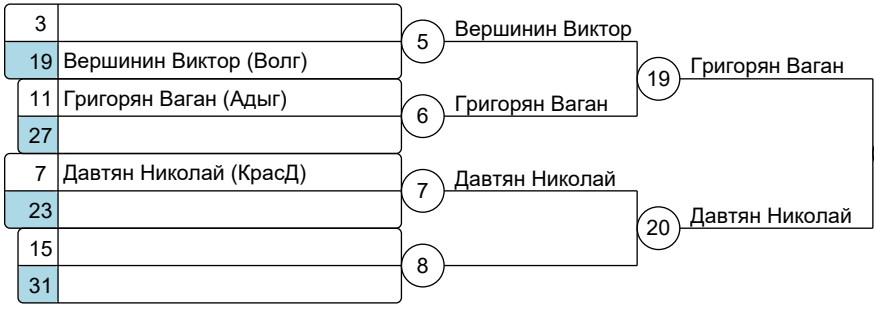 3
19 Вершинин Виктор (Волг)
11 Григорян Ваган (Адыг)
27
7 Давтян Николай (КрасД)
23
15
31
5 Вершинин Виктор
6 Григорян Ваган
7 Давтян Николай
8
19 Григорян Ваган
20 Давтян Николай